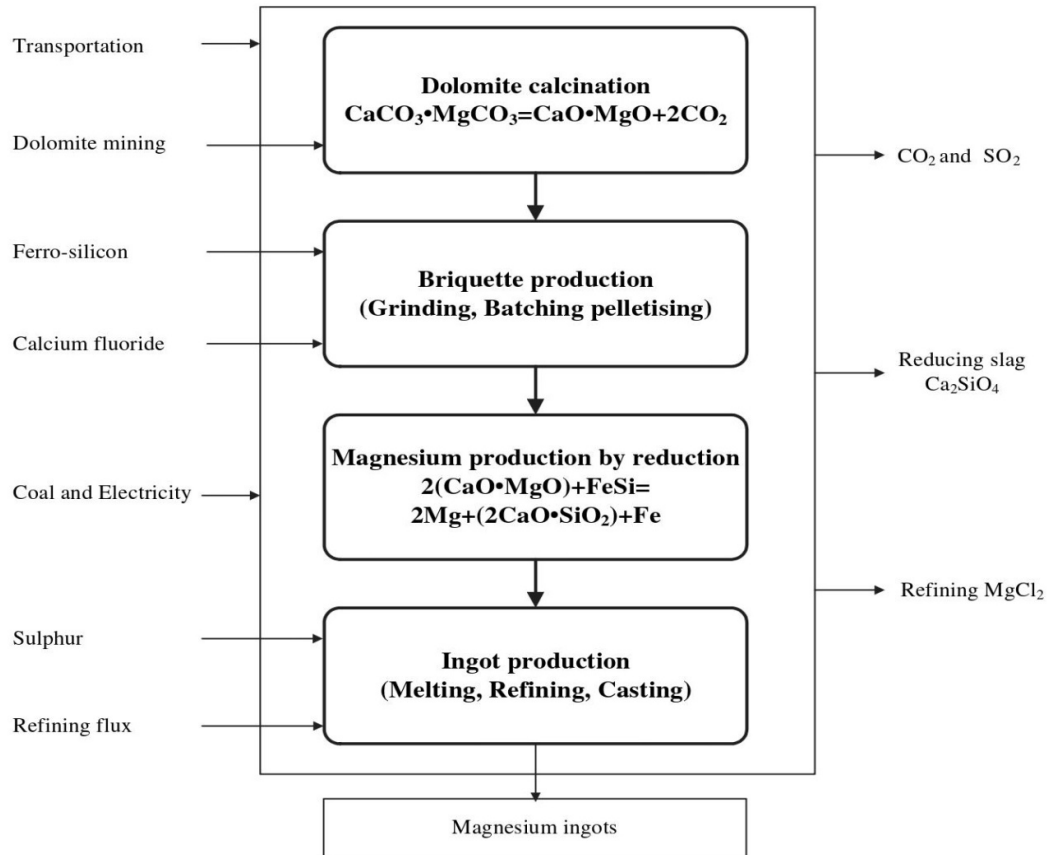 Transportation
Dolomite mining
Ferro-silicon
Calcium fluoride
Coal and Electricity
Sulphur
Refining flux
Dolomite calcination
CaCO₃•MgCO₃=CaO•MgO+2CO₂
Briquette production
(Grinding, Batching pelletising)
Magnesium production by reduction
2(CaO•MgO)+FeSi=
2Mg+(2CaO•SiO₂)+Fe
Ingot production
(Melting, Refining, Casting)
Magnesium ingots
CO₂ and SO₂
Reducing slag
Ca₂SiO₄
Refining MgCl₂